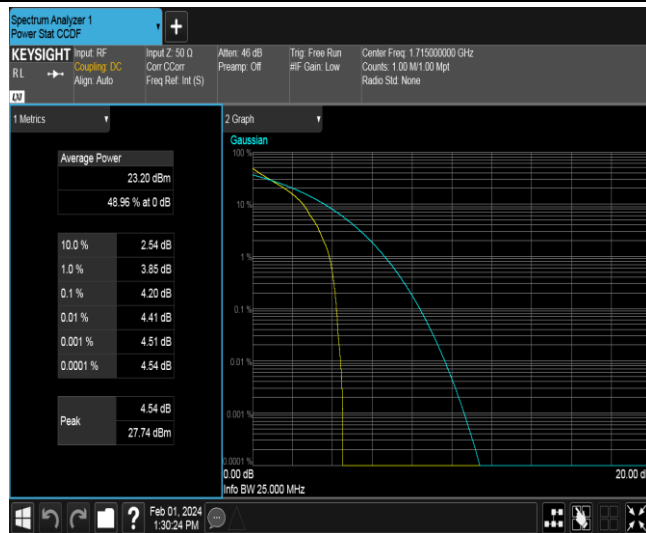 Spectrum Analyzer 1
Power Stat CCDF
+
KEYSIGHT
RL
Input: RF
Coupling: DC
Align: Auto
Input Z: 50 Ω
Corr CCorr
Freq Ref: Int (S)
Atten: 46 dB
Preamp: Off
Trig: Free Run
#IF Gain: Low
Center Freq: 1.715000000 GHz
Counts: 1.00 M/1.00 Mpt
Radio Std: None
1 Metrics
Average Power
23.20 dBm
48.96 % at 0 dB
10.0 % 2.54 dB
1.0 % 3.85 dB
0.1 % 4.20 dB
0.01 % 4.41 dB
0.001 % 4.51 dB
0.0001 % 4.54 dB
Peak
4.54 dB
27.74 dBm
2 Graph
Gaussian
100 %
10 %
1 %
0.1 %
0.01 %
0.001 %
0.0001 %
0.00 dB
20.00 d
Info BW 25.000 MHz
?
Feb 01, 2024
1:30:24 PM